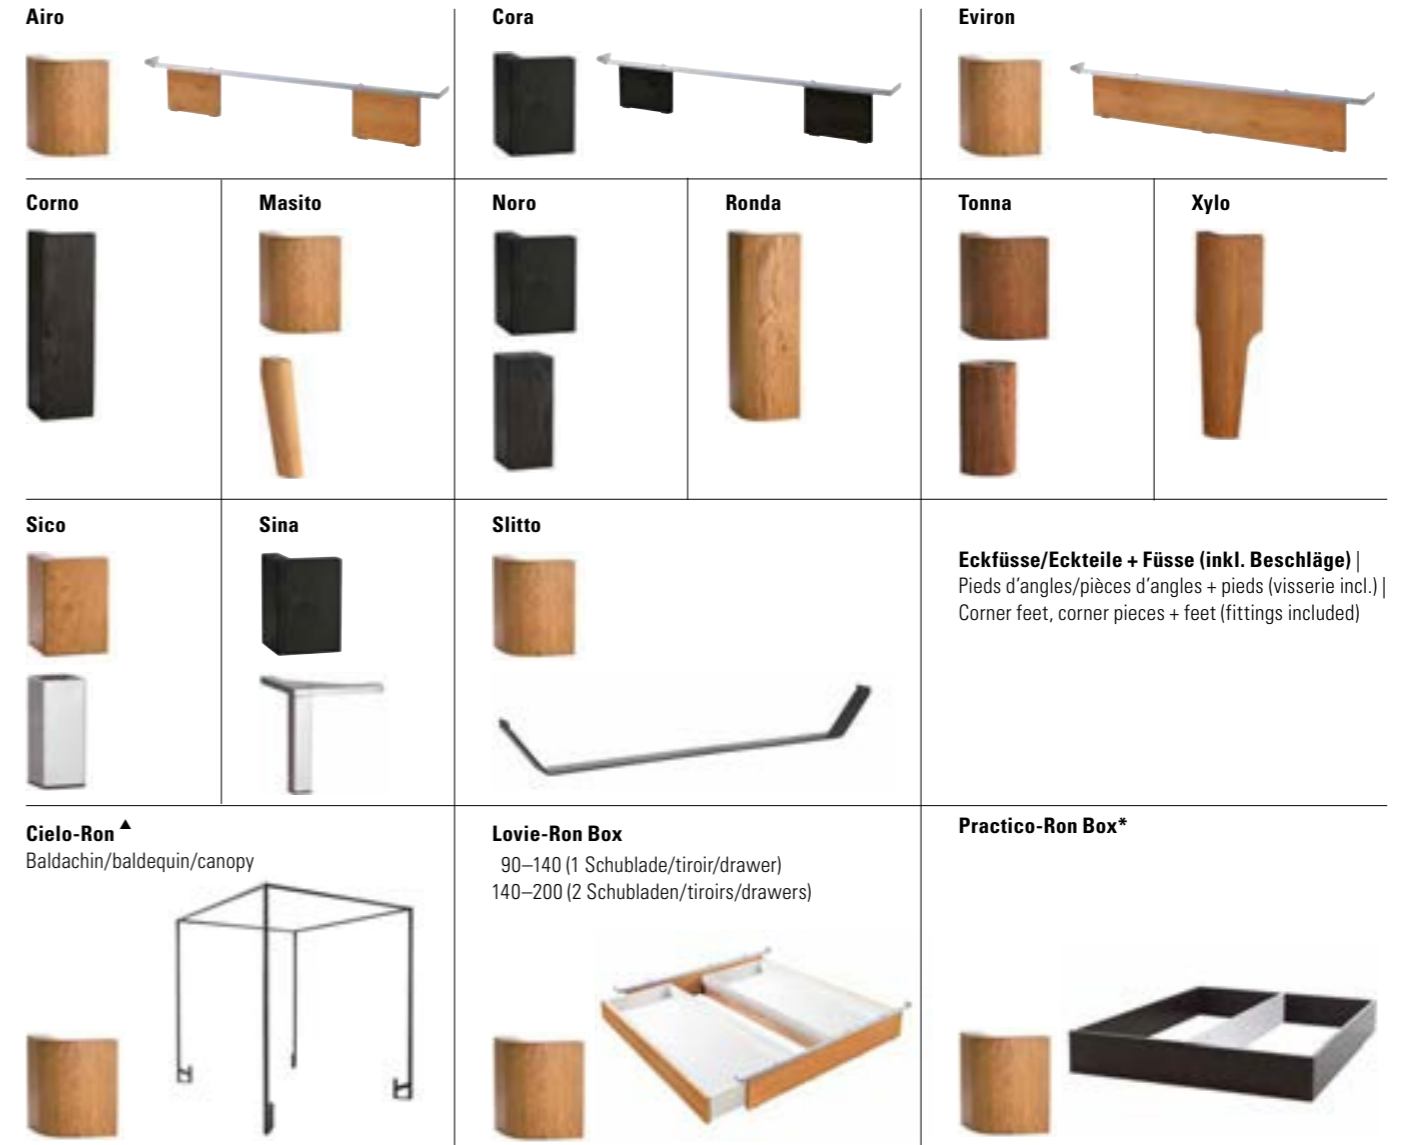 Airo
Cora
Eviron
Corno
Masito
Noro
Ronda
Tonna
Xylo
Sico
Sina
Slitto
Eckfüsse/Eckteile + Füsse (inkl. Beschläge) |
Pieds d’angles/pièces d’angles + pieds (visserie incl.) |
Corner feet, corner pieces + feet (fittings included)
Cielo-Ron ▲
Baldachin/baldequin/canopy
Lovie-Ron Box
90–140 (1 Schublade/tiroir/drawer)
140–200 (2 Schubladen/tiroirs/drawers)
Practico-Ron Box*